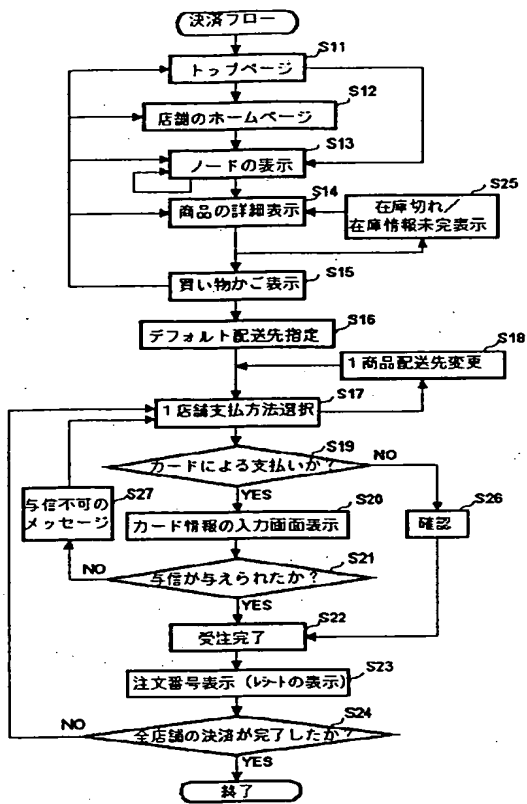 決済フロー
S11
トップページ
S12
店舗のホームページ
S13
ノードの表示
S14
商品の詳細表示
S25
在庫切れ／
在庫情報未完表示
S15
買い物かご表示
S16
デフォルト配送先指定
S18
1商品配送先変更
S17
1店舗支払方法選択
S19
カードによる支払いか？
NO
YES
S27
与信不可の
メッセージ
S20
カード情報の入力画面表示
S26
確認
S21
与信が与えられたか？
NO
YES
S22
受注完了
S23
注文番号表示（レシートの表示）
S24
全店舗の決済が完了したか？
NO
YES
終了